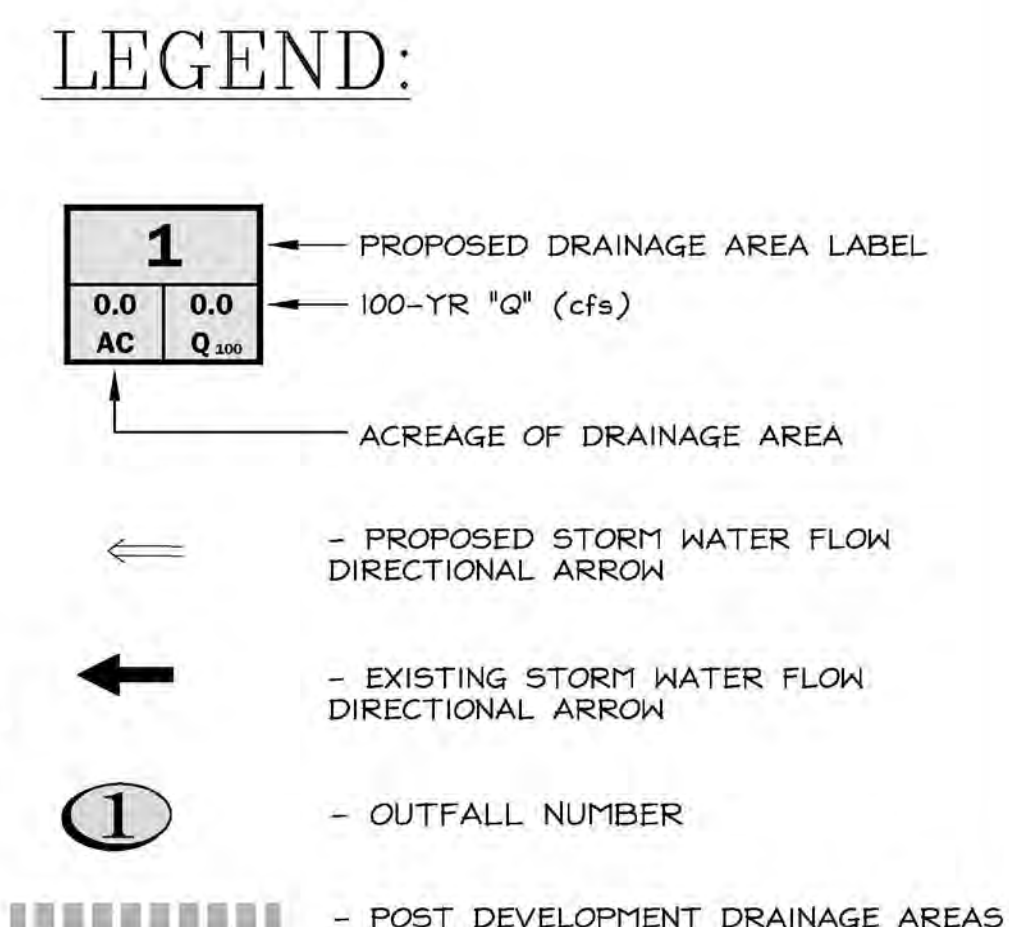 LEGEND:
1
PROPOSED DRAINAGE AREA LABEL
0.0 0.0
100-YR "Q" (cfs)
AC Q 100
ACREAGE OF DRAINAGE AREA
- PROPOSED STORM WATER FLOW
DIRECTIONAL ARROW
- EXISTING STORM WATER FLOW
DIRECTIONAL ARROW
1
- OUTFALL NUMBER
- POST DEVELOPMENT DRAINAGE AREAS